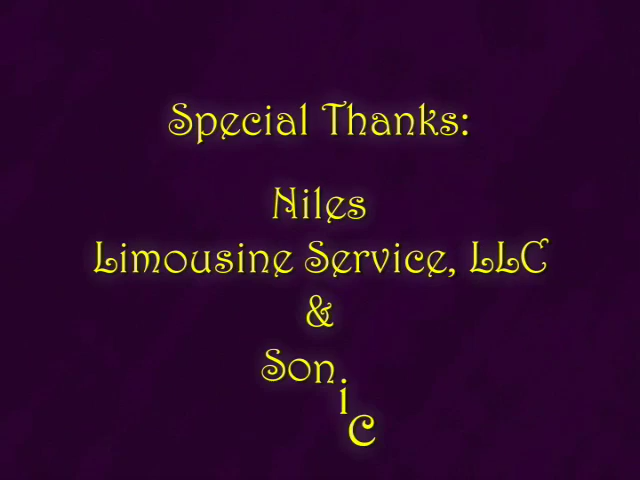 Special Thanks:
Niles
Limousine Service, LLC
&
Son.
i
c